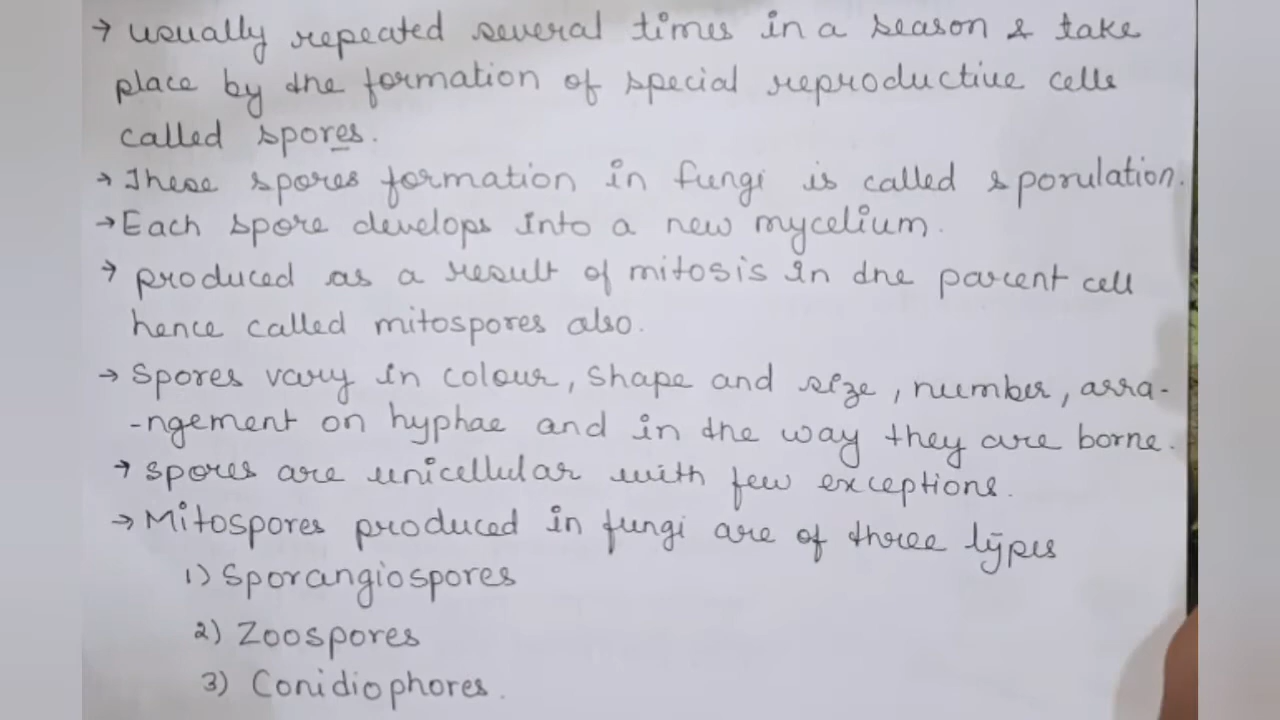 → usually repeated several times in a season & take
place by the formation of special reproductive cells
called spores.
→ These spores formation in fungi is called sporulation.
→ Each spore develops into a new mycelium.
→ produced as a result of mitosis in the parent cell
hence called mitospores also.
→ Spores vary in colour, shape and size, number, arra-
-ngement on hyphae and in the way they are borne.
→ spores are unicellular with few exceptions.
→ Mitospores produced in fungi are of three types
1) Sporangiospores
2) Zoospores
3) Conidiophores.